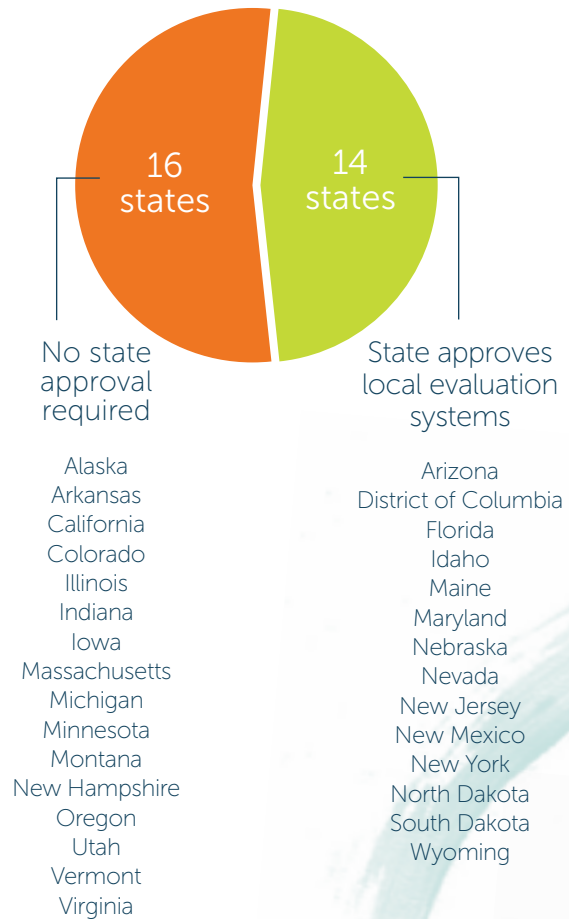 16
states
14
states
No state
approval
required
Alaska
Arkansas
California
Colorado
Illinois
Indiana
Iowa
Massachusetts
Michigan
Minnesota
Montana
New Hampshire
Oregon
Utah
Vermont
Virginia
State approves
local evaluation
systems
Arizona
District of Columbia
Florida
Idaho
Maine
Maryland
Nebraska
Nevada
New Jersey
New Mexico
New York
North Dakota
South Dakota
Wyoming